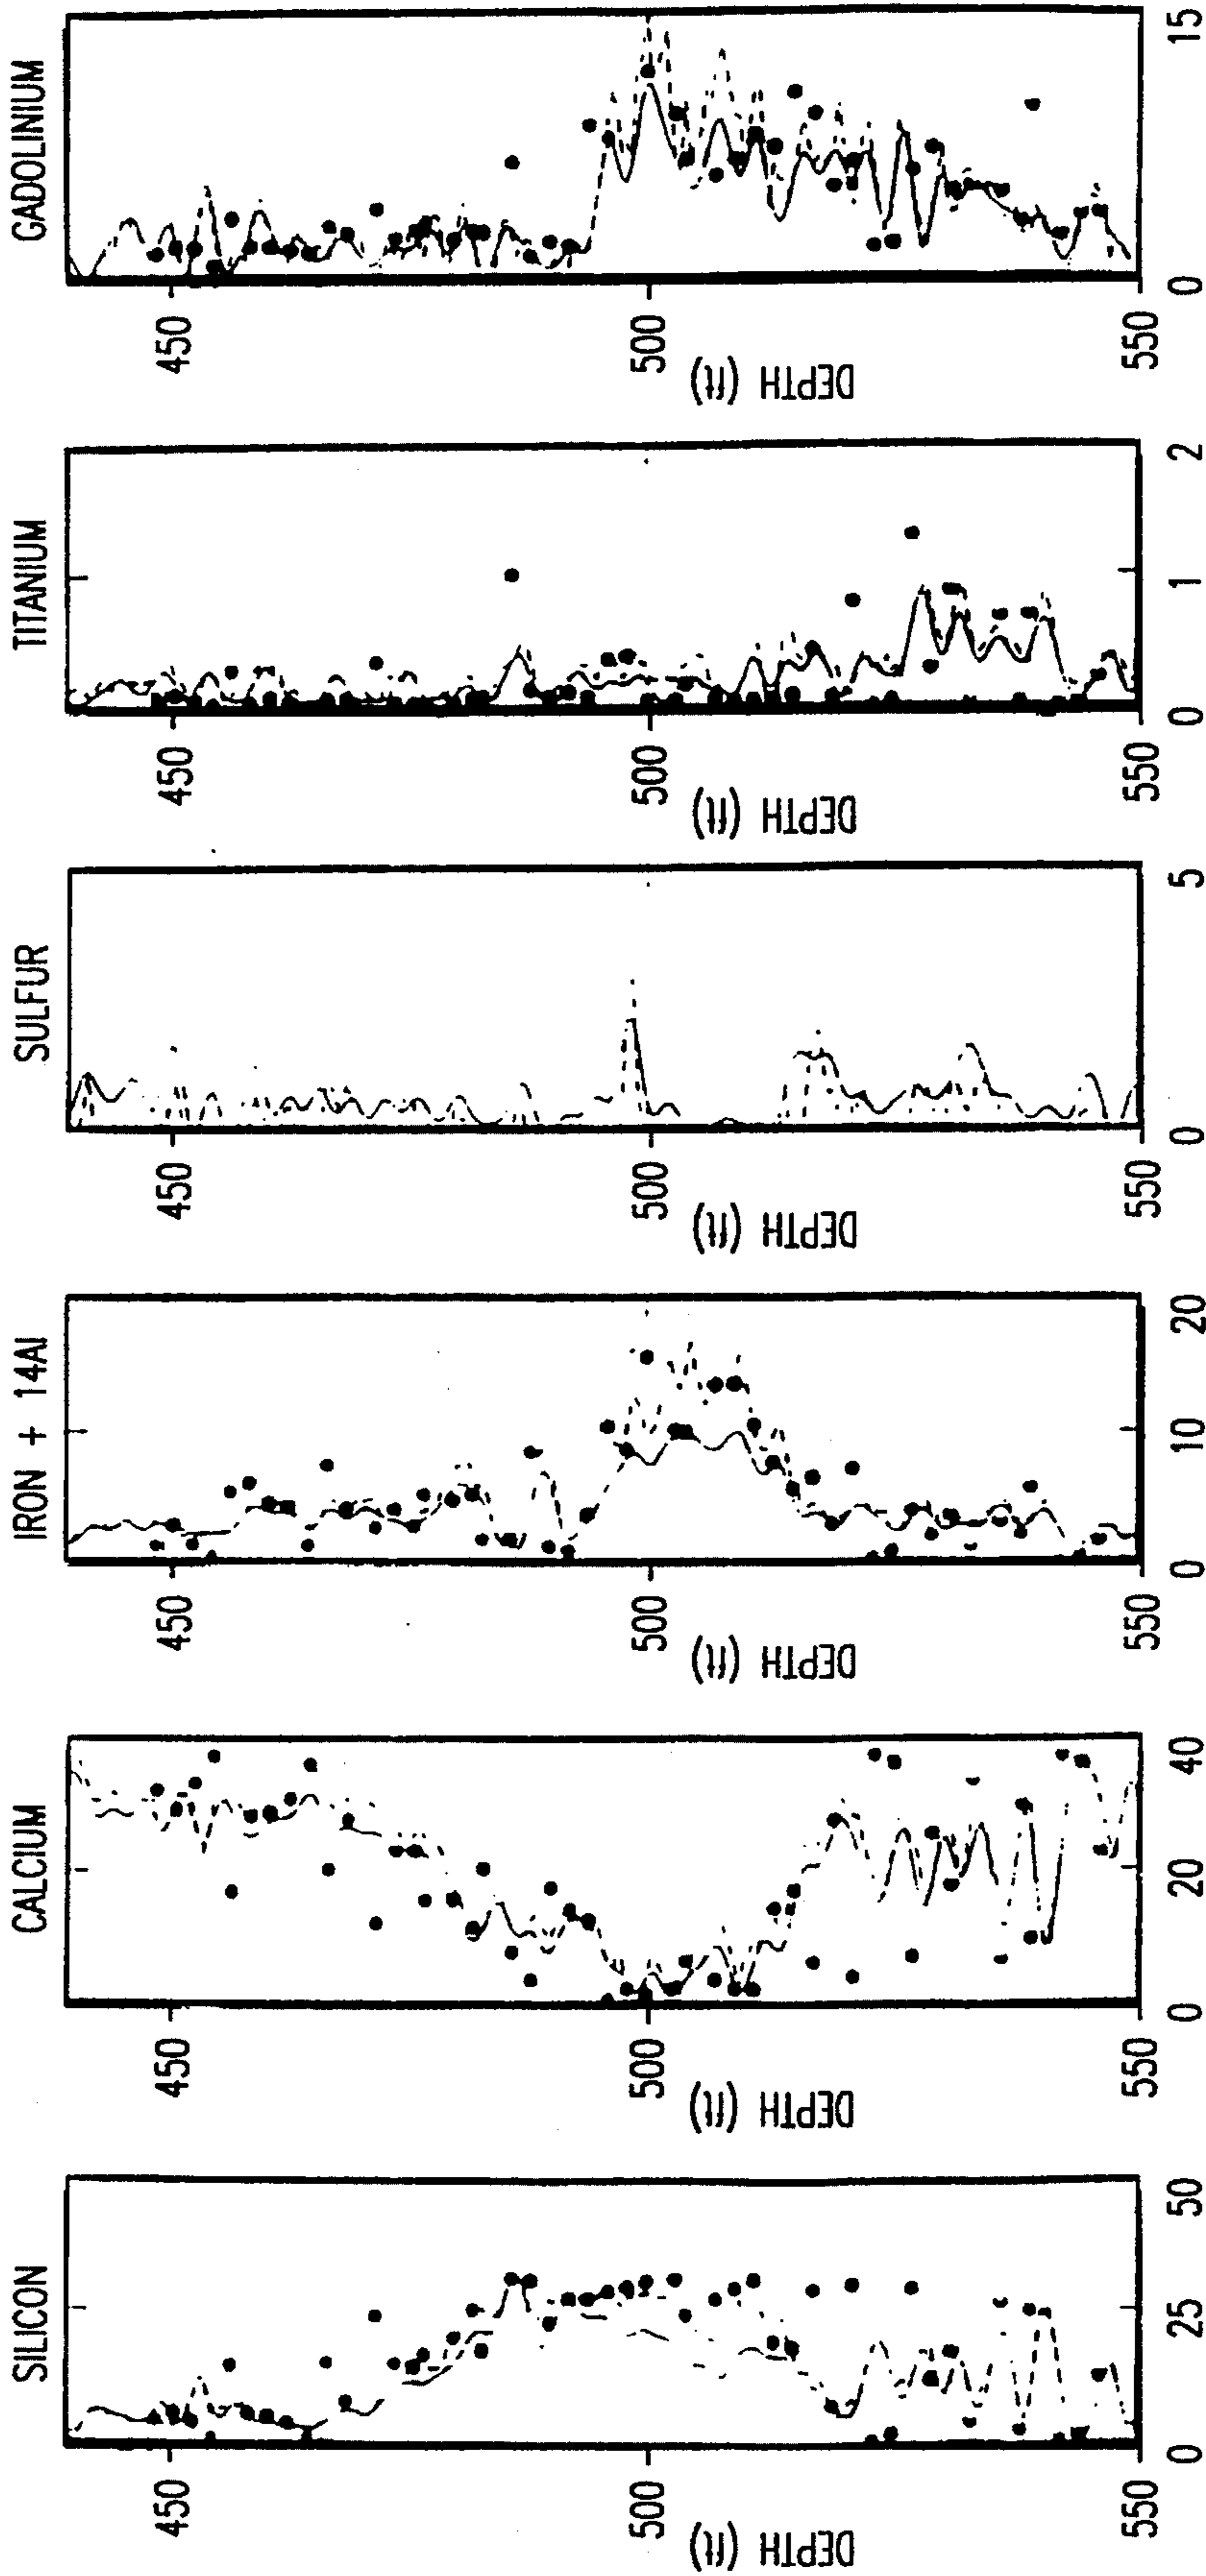 SILICON
450
500
550
DEPTH (ft)
0 25 50
CALCIUM
450
500
550
DEPTH (ft)
0 20 40
IRON + 14Al
450
500
550
DEPTH (ft)
0 10 20
SULFUR
450
500
550
DEPTH (ft)
0 5
TITANIUM
450
500
550
DEPTH (ft)
0 1 2
GADOLINIUM
450
500
550
DEPTH (ft)
0 15